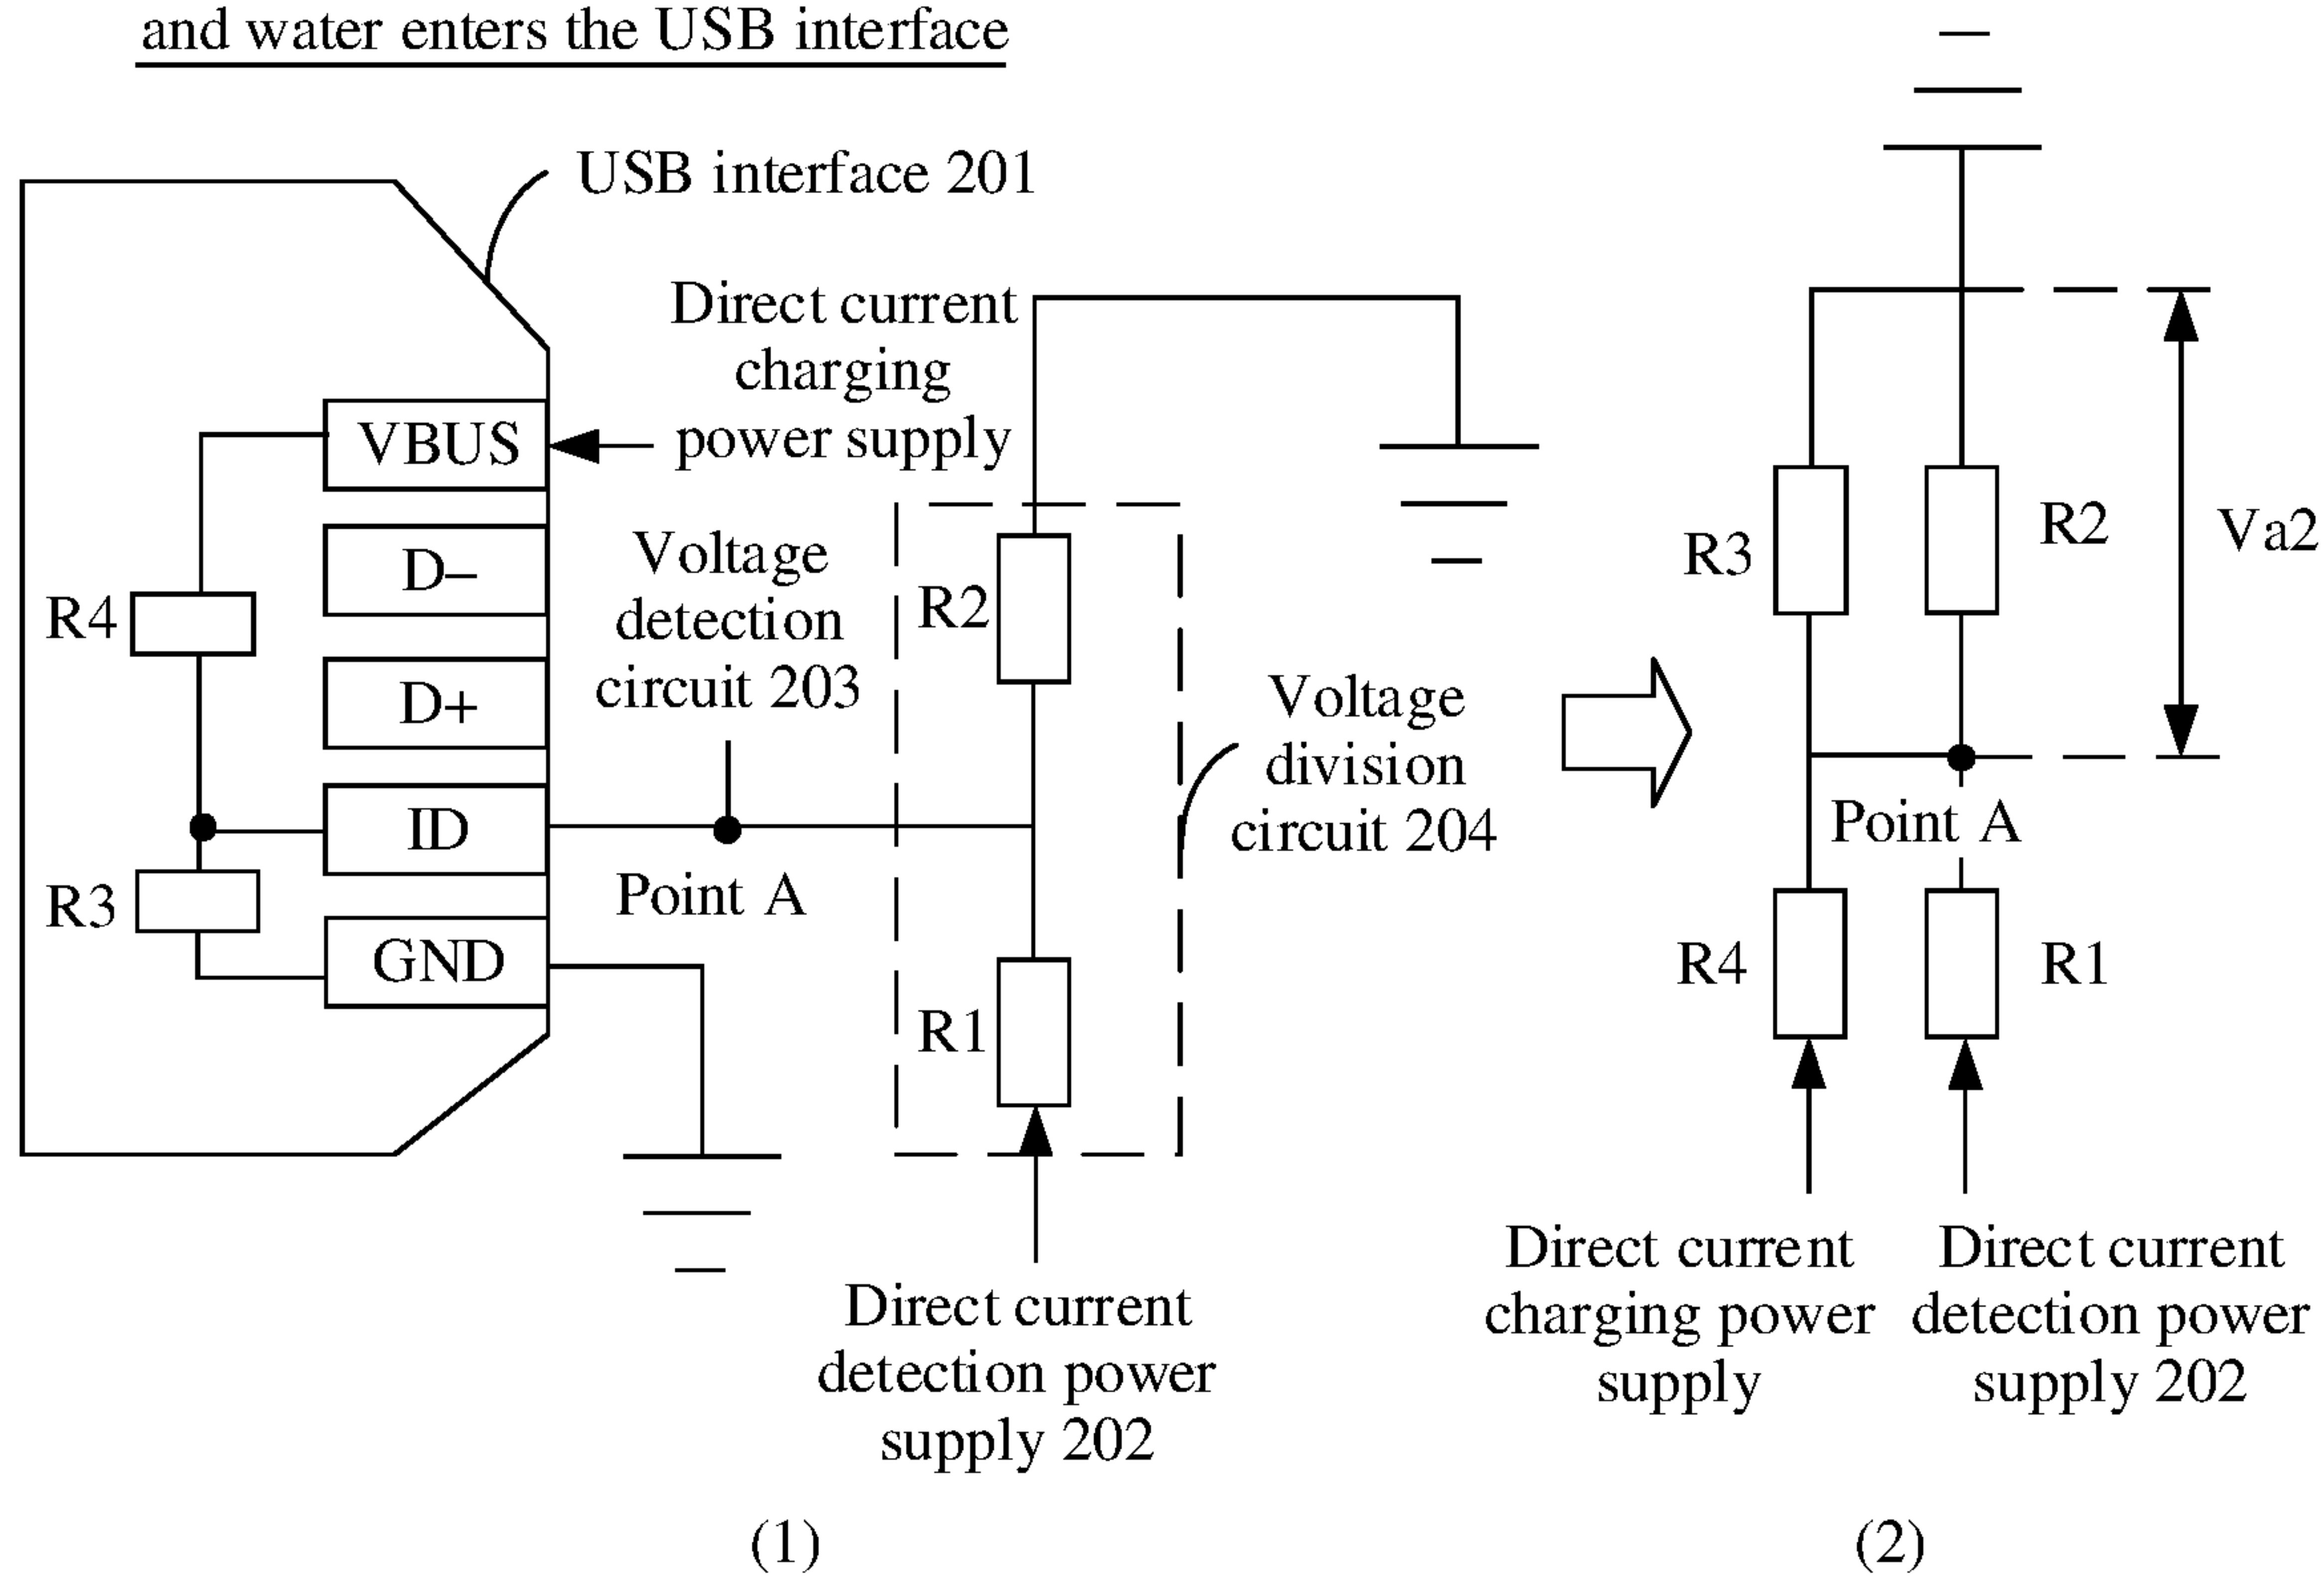 and water enters the USB interface
USB interface 201
Direct current
charging
power supply
VBUS
D−
D+
ID
GND
R4
R3
Voltage
detection
circuit 203
Point A
R2
R1
Voltage
division
circuit 204
Direct current
detection power
supply 202
(1)
R3
R2
Va2
Point A
R4
R1
Direct current
charging power
supply
Direct current
detection power
supply 202
(2)